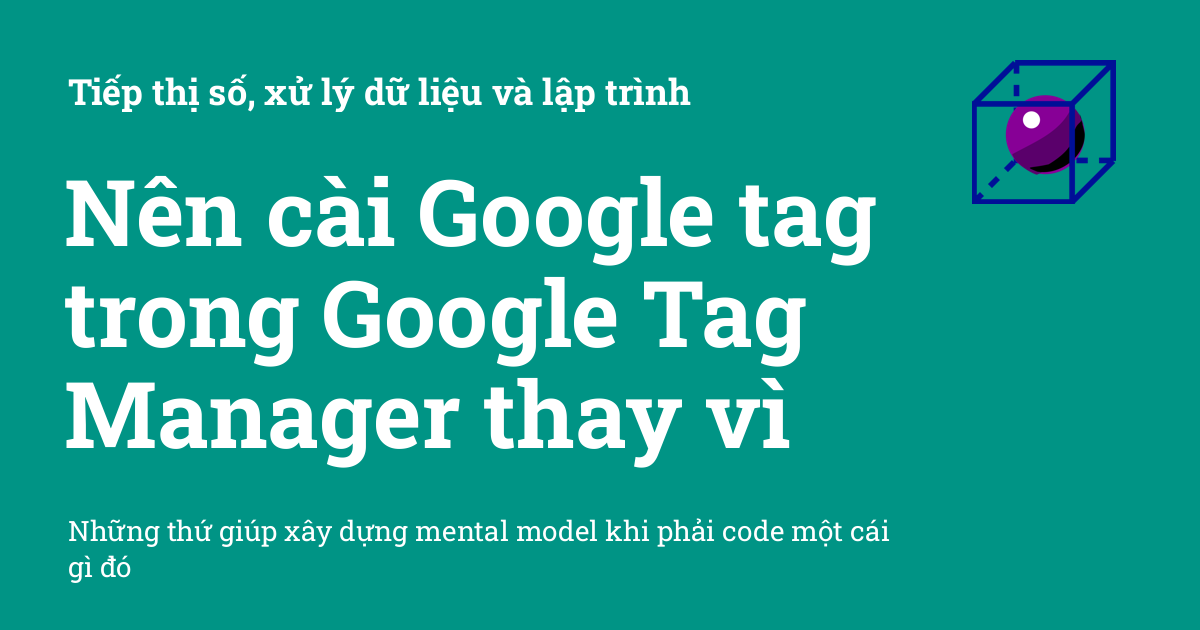 Tiếp thị số, xử lý dữ liệu và lập trình
Nên cài Google tag
trong Google Tag
Manager thay vì
Những thứ giúp xây dựng mental model khi phải code một cái
gì đó